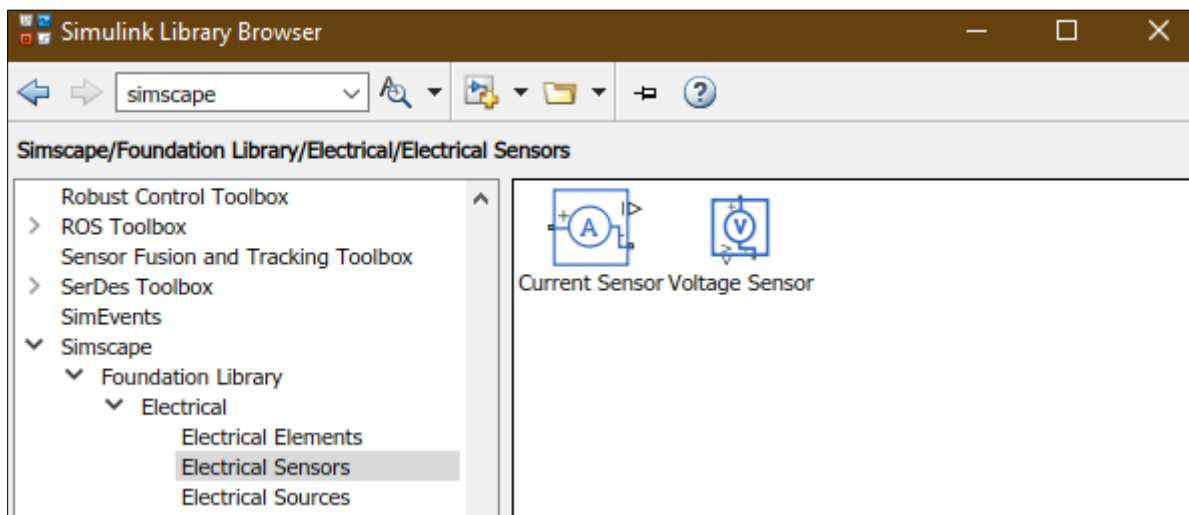 Simulink Library Browser
simscape
Simscape/Foundation Library/Electrical/Electrical Sensors
Robust Control Toolbox
ROS Toolbox
Sensor Fusion and Tracking Toolbox
SerDes Toolbox
SimEvents
Simscape
Foundation Library
Electrical
Electrical Elements
Electrical Sensors
Electrical Sources
+ A I
+ V V
Current Sensor Voltage Sensor